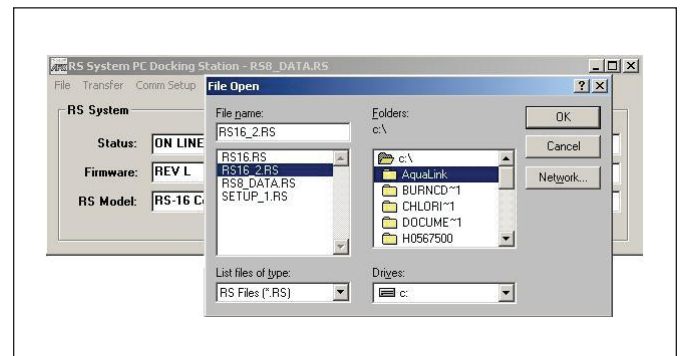 RS System PC Docking Station - RS8_DATA.RS
File Transfer Comm Setup
RS System
Status: ON LINE
Firmware: REV L
RS Model: RS-16 C
File Open
File name:
RS16_2.RS
RS16.RS
RS16_2.RS
RS8_DATA.RS
SETUP_1.RS
List files of type:
RS Files (*.RS)
Folders:
c:\
c:\
AquaLink
BURNCD~1
CHLORI~1
DOCUME~1
H0567500
Drives:
c:
OK
Cancel
Network...